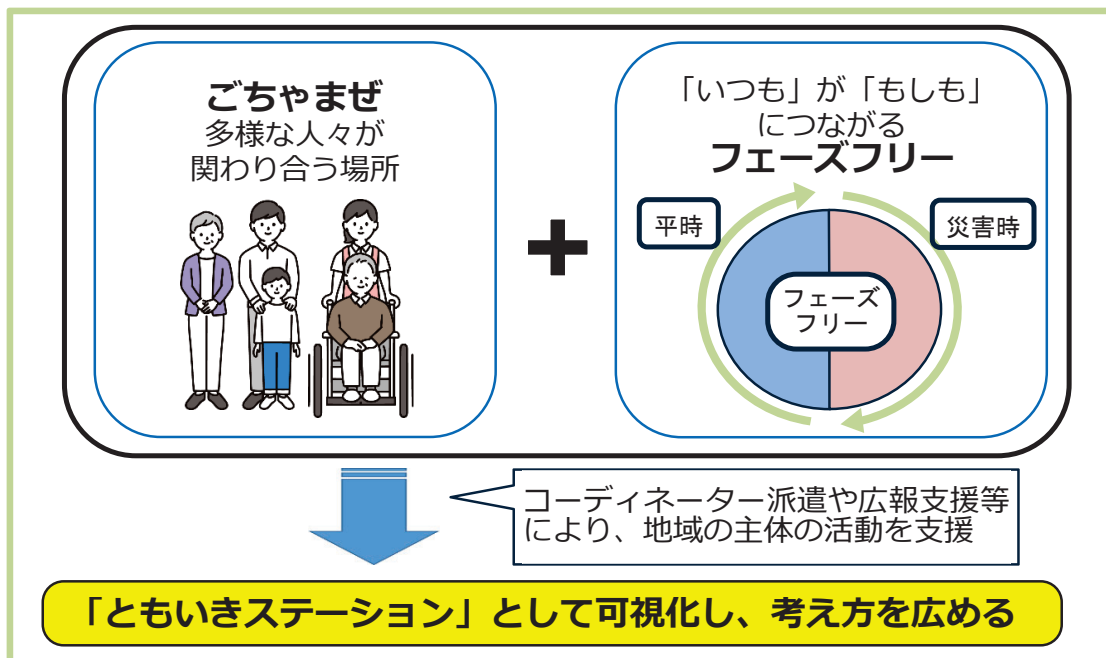 ごちゃまぜ
多様な人々が
関わり合う場所
「いつも」が「もしも」
につながる
フェーズフリー
平時
災害時
フェーズ
フリー
コーディネーター派遣や広報支援等
により、地域の主体の活動を支援
「ともいきステーション」として可視化し、考え方を広める